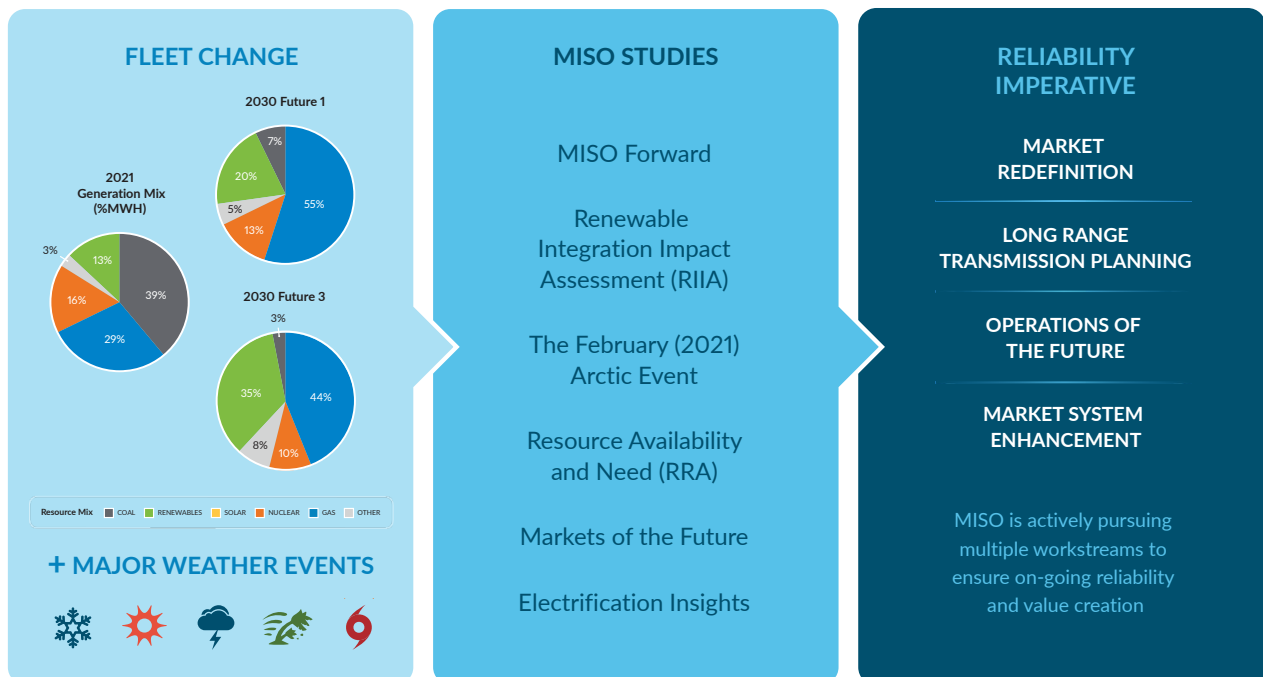 FLEET CHANGE
2030 Future 1
7%
20%
55%
5%
13%
2021
Generation Mix
(%MWH)
3%
13%
39%
16%
29%
2030 Future 3
3%
35%
44%
8%
10%
Resource Mix COAL RENEWABLES SOLAR NUCLEAR GAS OTHER
+ MAJOR WEATHER EVENTS
MISO STUDIES
MISO Forward
Renewable
Integration Impact
Assessment (RIIA)
The February (2021)
Arctic Event
Resource Availability
and Need (RRA)
Markets of the Future
Electrification Insights
RELIABILITY
IMPERATIVE
MARKET
REDEFINITION
LONG RANGE
TRANSMISSION PLANNING
OPERATIONS OF
THE FUTURE
MARKET SYSTEM
ENHANCEMENT
MISO is actively pursuing
multiple workstreams to
ensure on-going reliability
and value creation